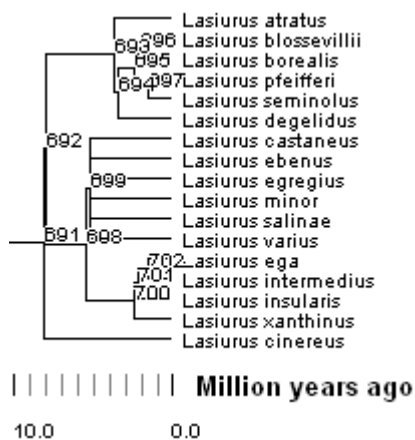 Lasiurus atratus
693 696 Lasiurus blossevillii
695 Lasiurus borealis
694 697 Lasiurus pfeifferi
Lasiurus seminolus
Lasiurus degelidus
692 Lasiurus castaneus
Lasiurus ebenus
699 Lasiurus egregius
Lasiurus minor
Lasiurus salinae
691 698 Lasiurus varius
702 Lasiurus ega
701 Lasiurus intermedius
700 Lasiurus insularis
Lasiurus xanthinus
Lasiurus cinereus
Million years ago
10.0 0.0